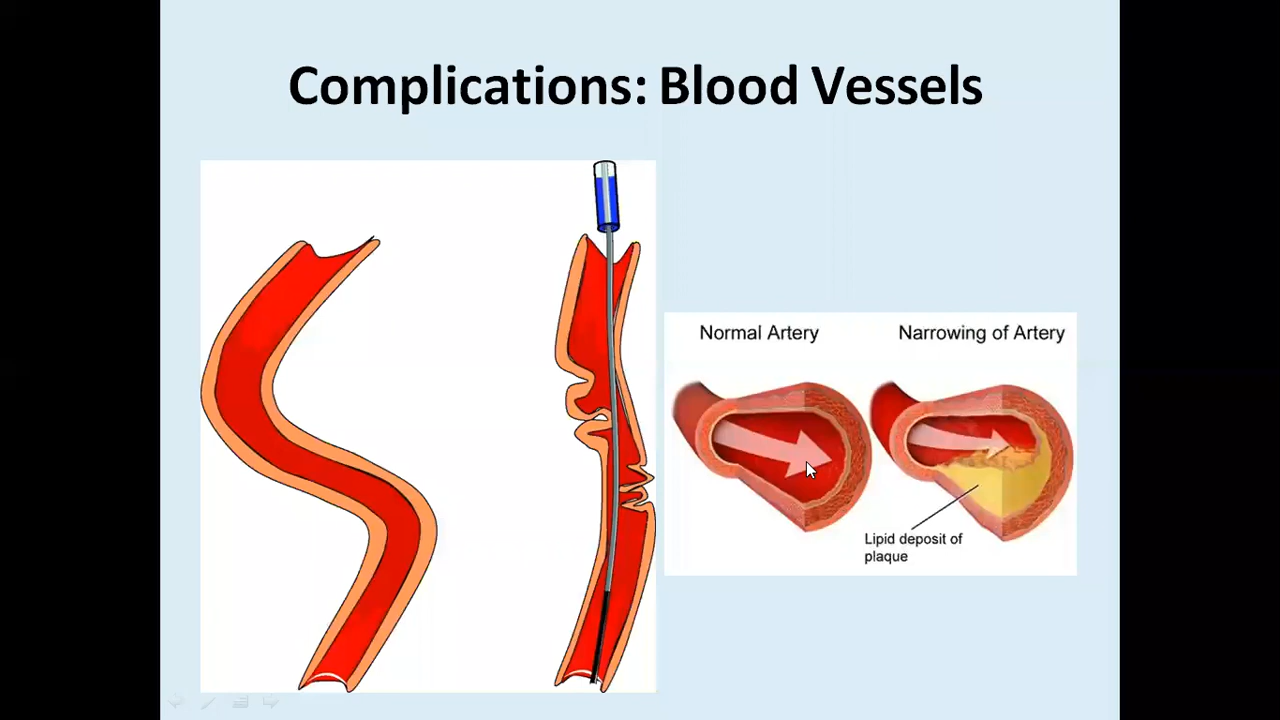 Complications: Blood Vessels
Normal Artery
Narrowing of Artery
Lipid deposit of
plaque